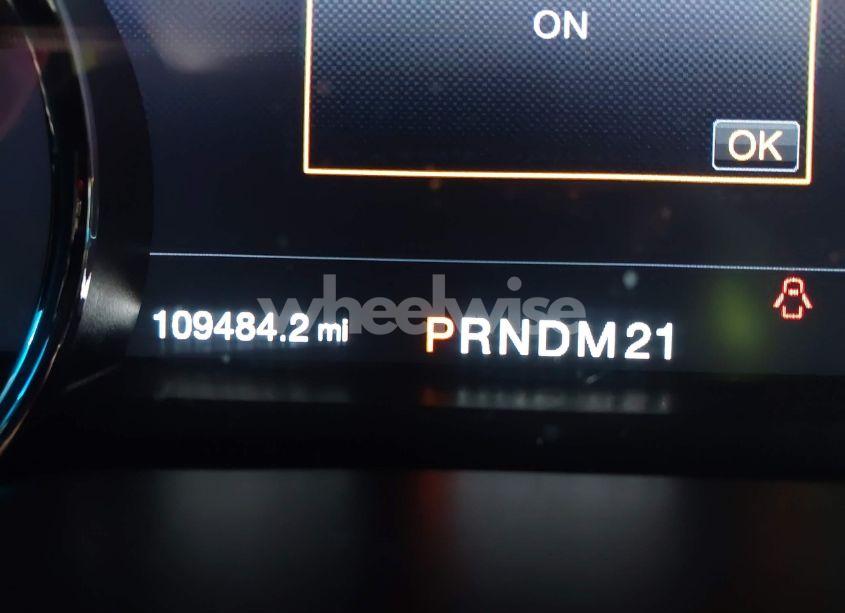 ON
OK
109484.2 mi
PRNDM21
wheelwise